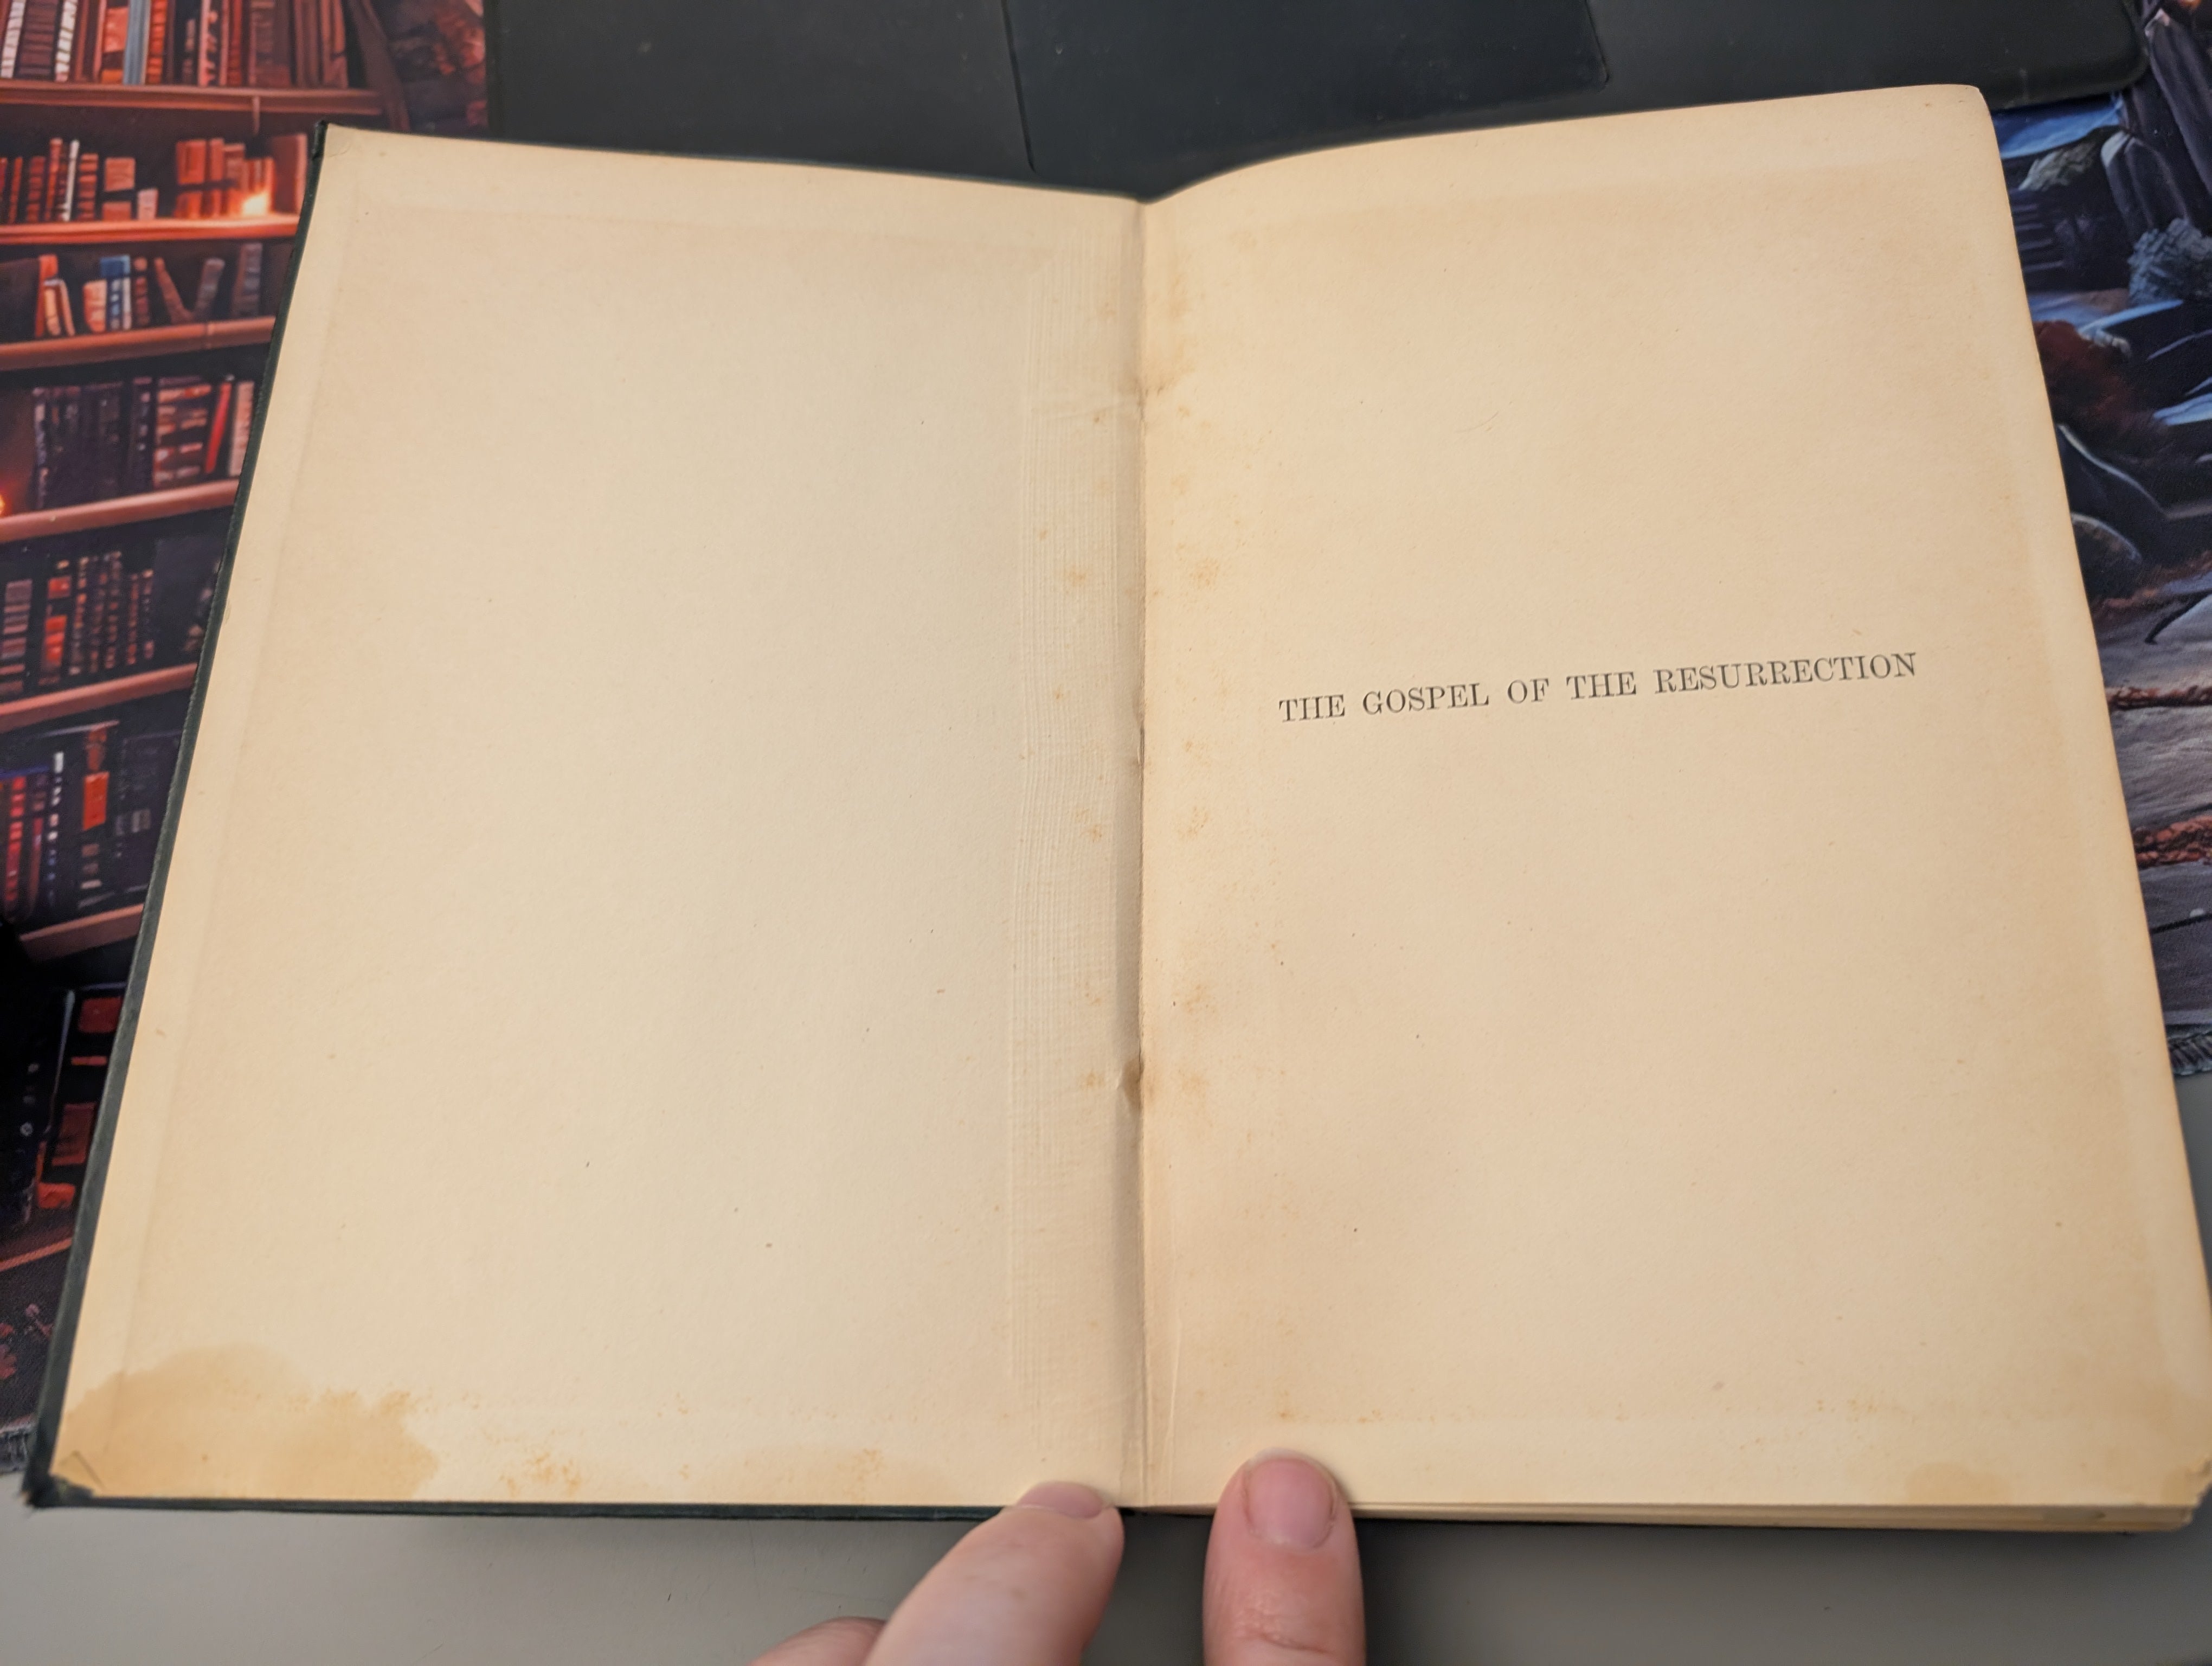 THE GOSPEL OF THE RESURRECTION